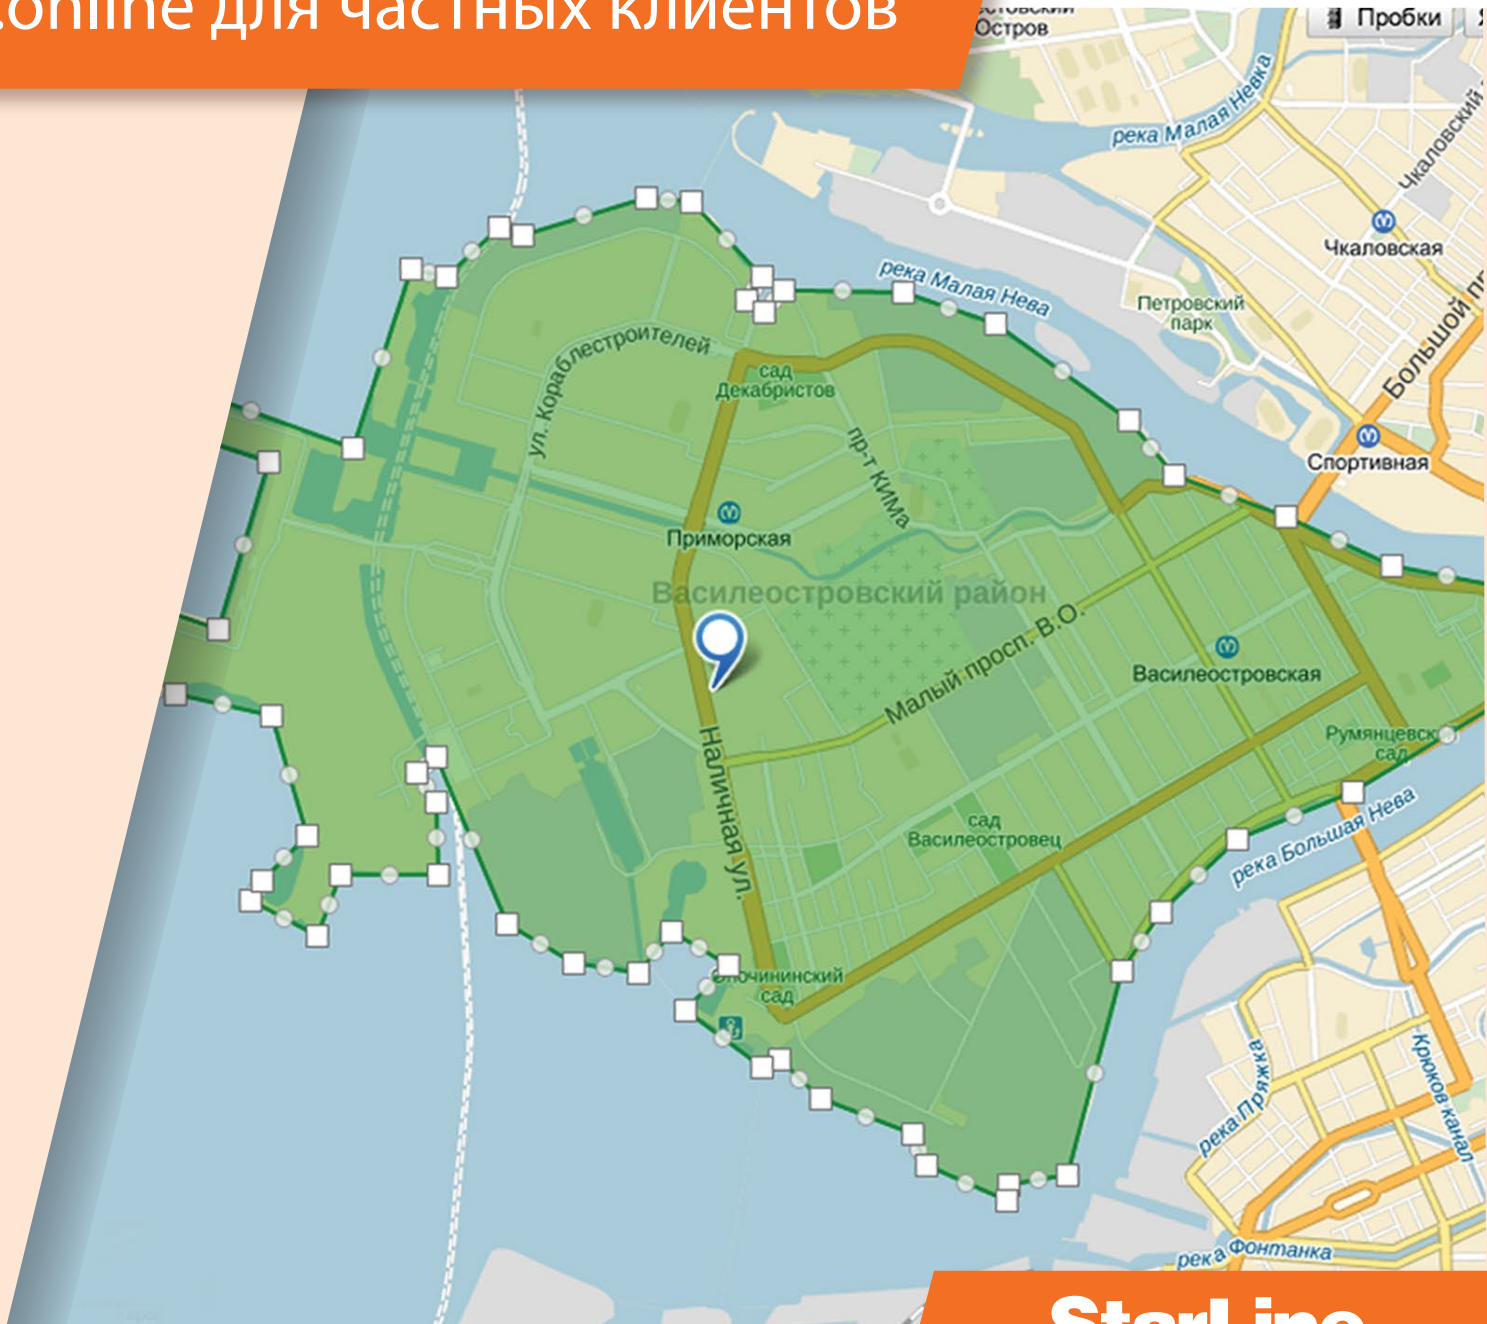 .online для частных клиентов
Остров
Пробки
река Малая Невка
Чкаловский
Чкаловская
река Малая Нева
Петровский
парк
Большой пр
ул. Кораблестроителей
сад
Декабристов
пр-т КИМа
Спортивная
Приморская
Василеостровский район
Малый просп. В.О.
Василеостровская
Наличная ул.
Румянцевск
сад
сад
Василеостровец
река Большая Нева
сад
река Пряжка
Крюков канал
река Фонтанка
StarLine